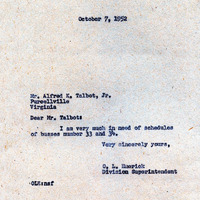 October 7, 1952
Mr. Alfred K. Talbot, Jr.
Purcellville
Virginia
Dear Mr. Talbot:
I am very much in need of schedules
of busses number 33 and 34.
Very sincerely yours,
O. L. Emerick
Division Superintendent
OLE:nsf